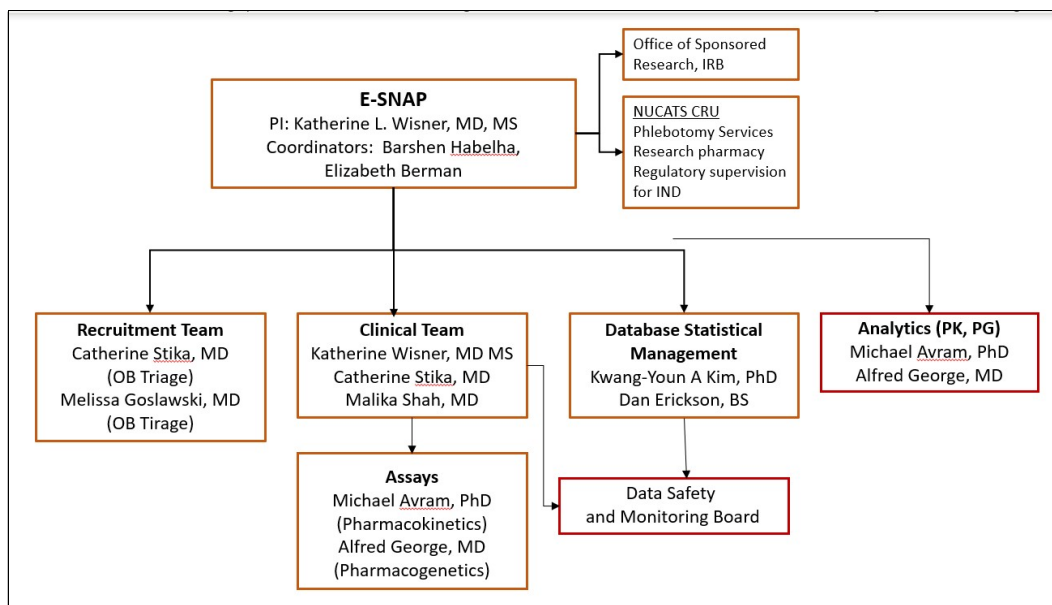 Office of Sponsored
Research, IRB
E-SNAP
PI: Katherine L. Wisner, MD, MS
Coordinators: Barshen Habelha,
Elizabeth Berman
NUCATS CRU
Phlebotomy Services
Research pharmacy
Regulatory supervision
for IND
Recruitment Team
Catherine Stika, MD
(OB Triage)
Melissa Goslawski, MD
(OB Tirage)
Clinical Team
Katherine Wisner, MD MS
Catherine Stika, MD
Malika Shah, MD
Database Statistical
Management
Kwang-Youn A Kim, PhD
Dan Erickson, BS
Analytics (PK, PG)
Michael Avram, PhD
Alfred George, MD
Assays
Michael Avram, PhD
(Pharmacokinetics)
Alfred George, MD
(Pharmacogenetics)
Data Safety
and Monitoring Board